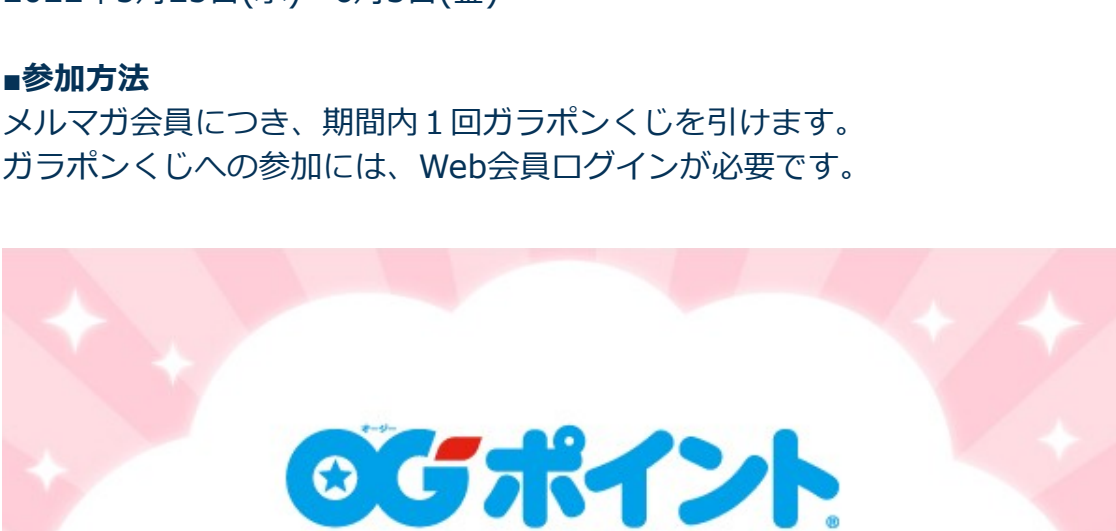 ■参加方法
メルマガ会員につき、期間内１回ガラポンくじを引けます。
ガラポンくじへの参加には、Web会員ログインが必要です。
オージー
OGポイント®